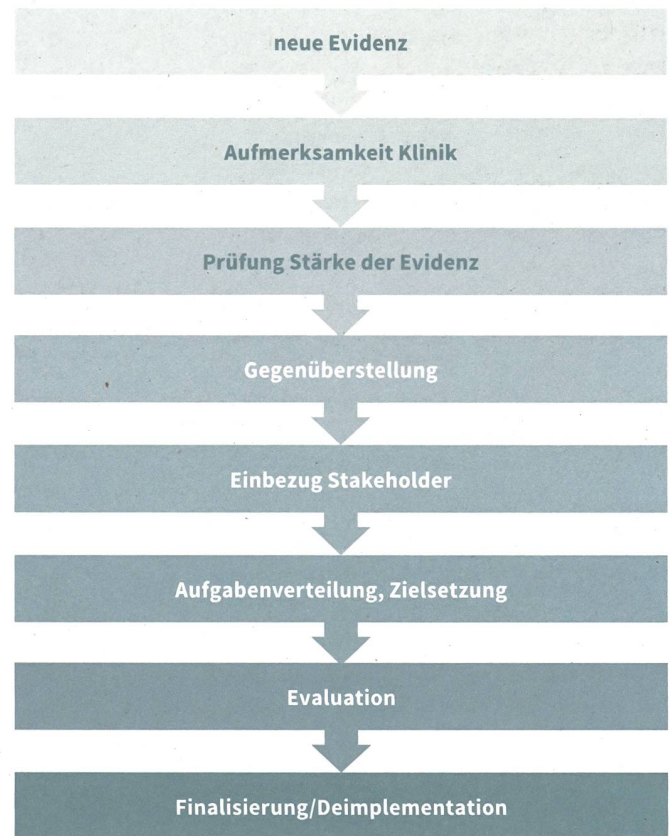 neue Evidenz
Aufmerksamkeit Klinik
Prüfung Stärke der Evidenz
Gegenüberstellung
Einbezug Stakeholder
Aufgabenverteilung, Zielsetzung
Evaluation
Finalisierung/Deimplementation